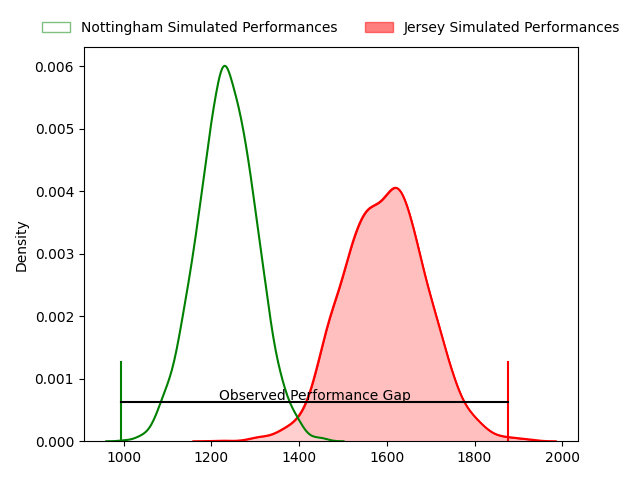 Nottingham Simulated Performances Jersey Simulated Performances
0.006
0.005
0.004
0.003
0.002
0.001
0.000
Density
Observed Performance Gap
1000 1200 1400 1600 1800 2000